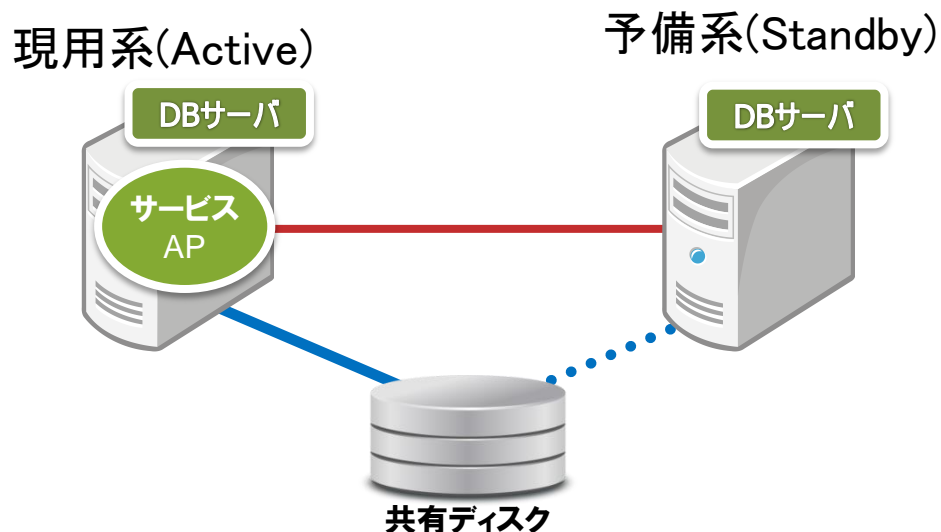 現用系(Active)
予備系(Standby)
DBサーバ
DBサーバ
サービス
AP
共有ディスク